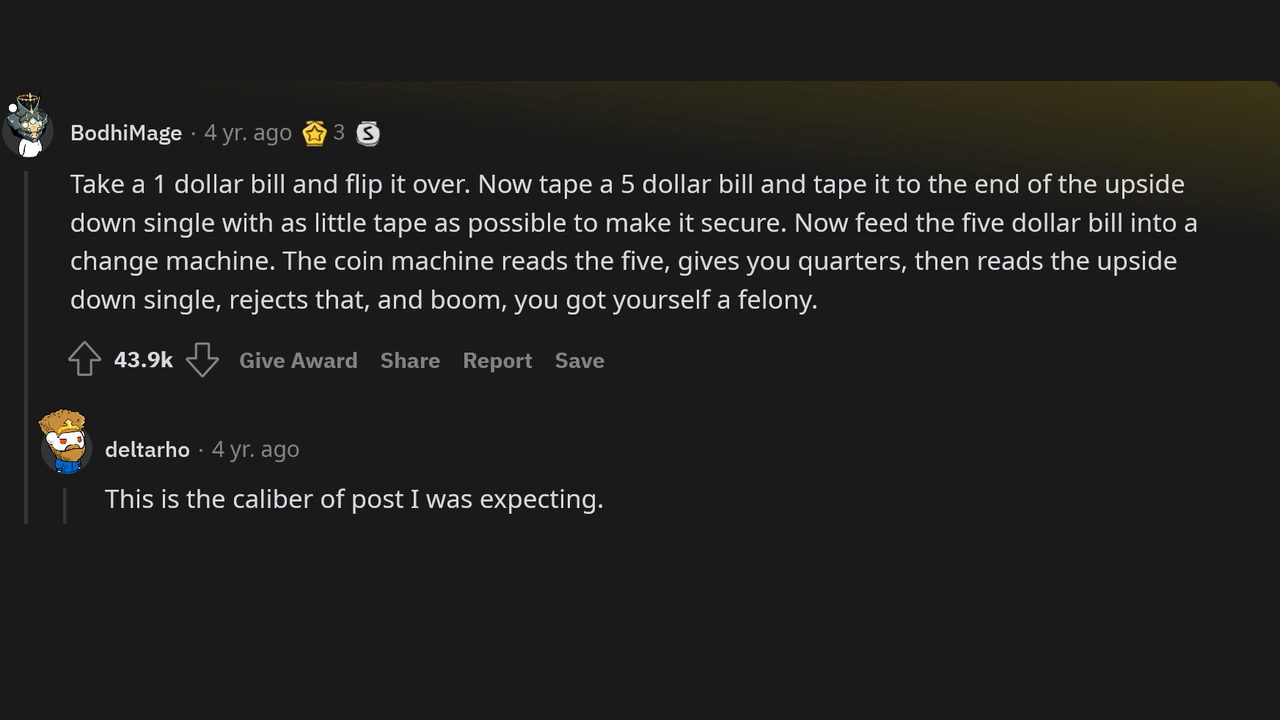 BodhiMage · 4 yr. ago 3 S
Take a 1 dollar bill and flip it over. Now tape a 5 dollar bill and tape it to the end of the upside
down single with as little tape as possible to make it secure. Now feed the five dollar bill into a
change machine. The coin machine reads the five, gives you quarters, then reads the upside
down single, rejects that, and boom, you got yourself a felony.
43.9k Give Award Share Report Save
deltarho · 4 yr. ago
This is the caliber of post I was expecting.